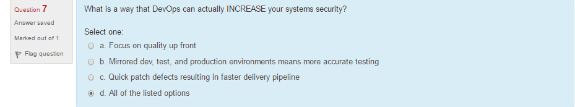 Question 7
Answer saved
Marked out of 1
Flag question
What is a way that DevOps can actually INCREASE your systems security?
Select one:
a. Focus on quality up front
b. Mirrored dev, test, and production environments means more accurate testing
c. Quick patch defects resulting in faster delivery pipeline
d. All of the listed options